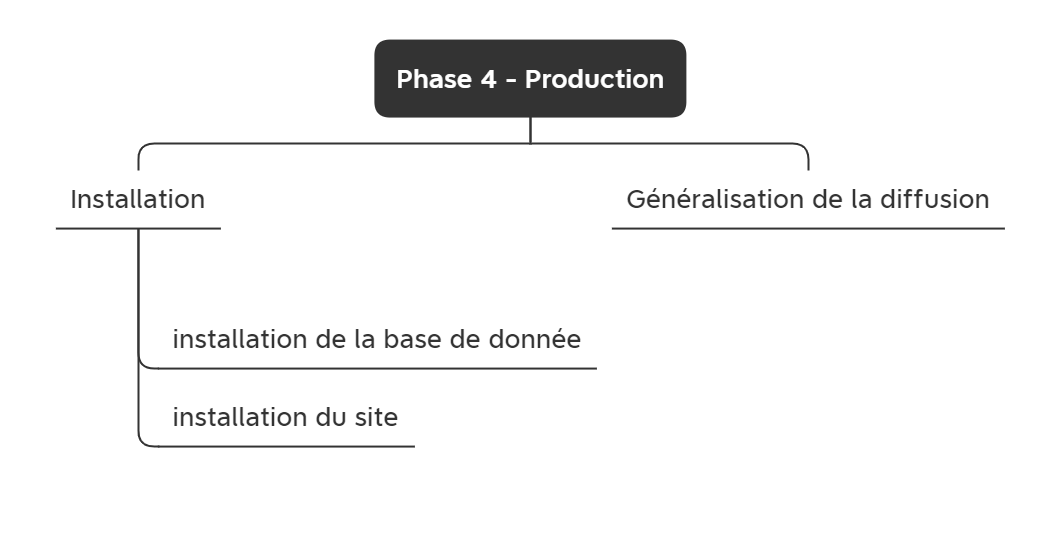 Phase 4 - Production
Installation
Généralisation de la diffusion
installation de la base de donnée
installation du site